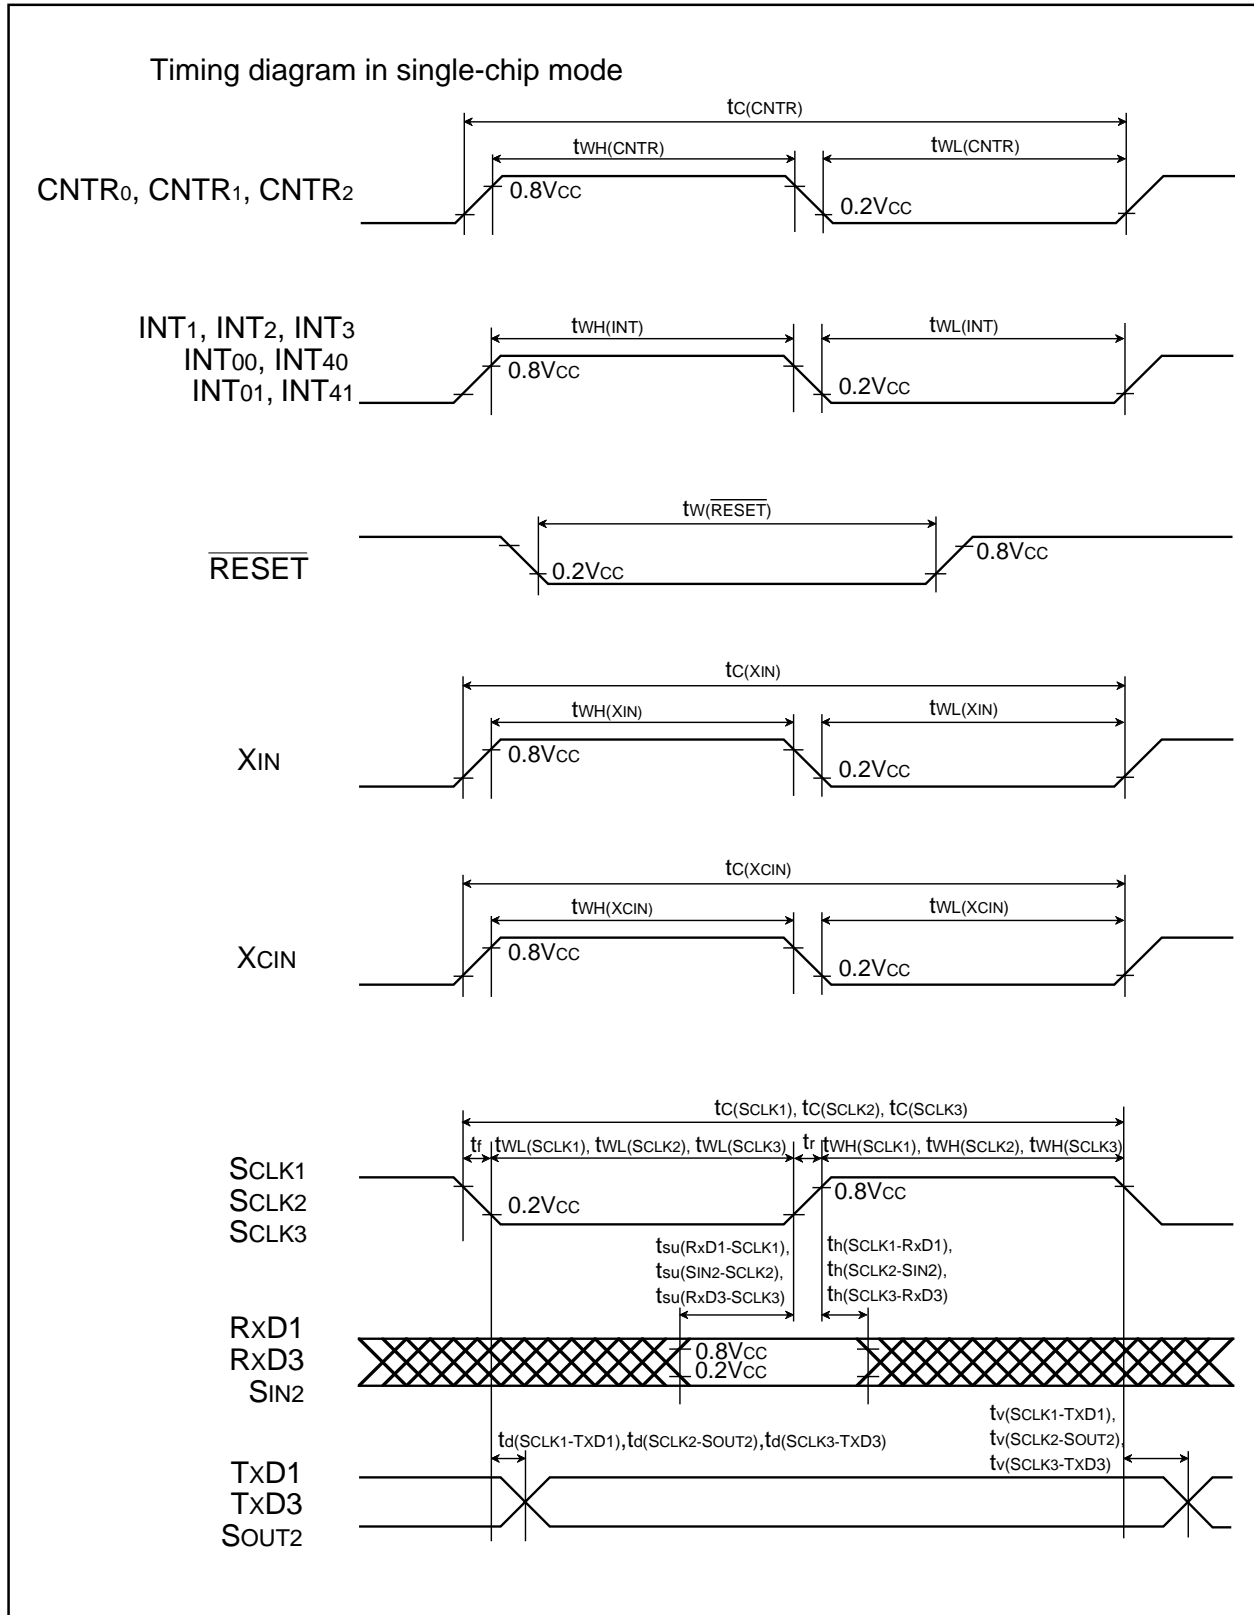 Timing diagram in single-chip mode
tC(CNTR)
tWH(CNTR)
tWL(CNTR)
CNTR0, CNTR1, CNTR2
0.8VCC
0.2VCC
INT1, INT2, INT3
INT00, INT40
INT01, INT41
tWH(INT)
tWL(INT)
0.8VCC
0.2VCC
tW(RESET)
RESET
0.2VCC
0.8VCC
tC(XIN)
tWH(XIN)
tWL(XIN)
XIN
0.8VCC
0.2VCC
tC(XCIN)
tWH(XCIN)
tWL(XCIN)
XCIN
0.8VCC
0.2VCC
tC(SCLK1), tC(SCLK2), tC(SCLK3)
tf
tWL(SCLK1), tWL(SCLK2), tWL(SCLK3)
tr
tWH(SCLK1), tWH(SCLK2), tWH(SCLK3)
SCLK1
SCLK2
SCLK3
0.2VCC
0.8VCC
tsu(RxD1-SCLK1),
tsu(SIN2-SCLK2),
tsu(RxD3-SCLK3)
th(SCLK1-RxD1),
th(SCLK2-SIN2),
th(SCLK3-RxD3)
RXD1
RXD3
SIN2
0.8VCC
0.2VCC
td(SCLK1-TXD1),td(SCLK2-SOUT2),td(SCLK3-TXD3)
tv(SCLK1-TXD1),
tv(SCLK2-SOUT2),
tv(SCLK3-TXD3)
TXD1
TXD3
SOUT2